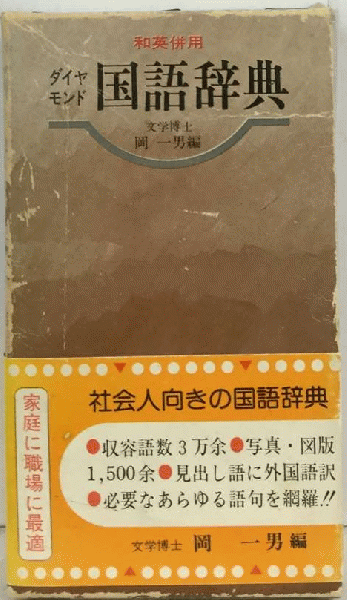 和英併用
ダイヤモンド 国語辞典
文学博士
岡 一男編
社会人向きの国語辞典
家庭に職場に最適
●収容語数3万余●写真・図版
1,500余●見出し語に外国語訳
●必要なあらゆる語句を網羅!!
文学博士 岡 一男編